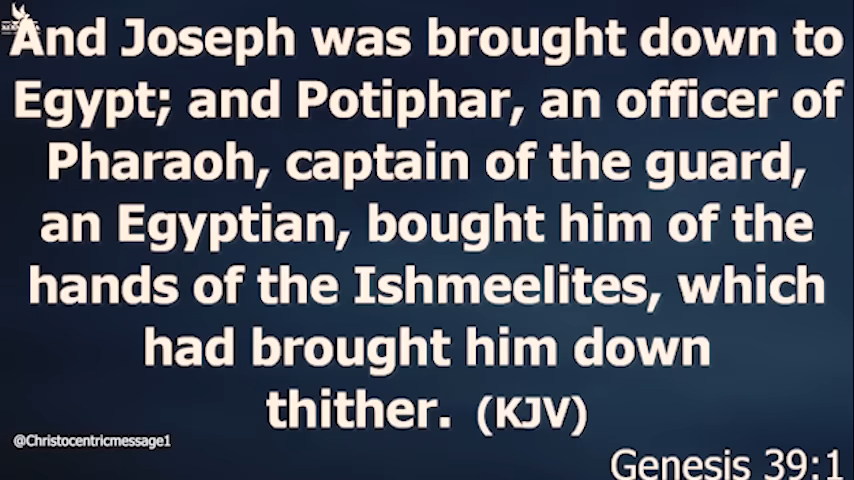 And Joseph was brought down to
Egypt; and Potiphar, an officer of
Pharaoh, captain of the guard,
an Egyptian, bought him of the
hands of the Ishmeelites, which
had brought him down
thither. (KJV)
@Christocentricmessage1
Genesis 39:1